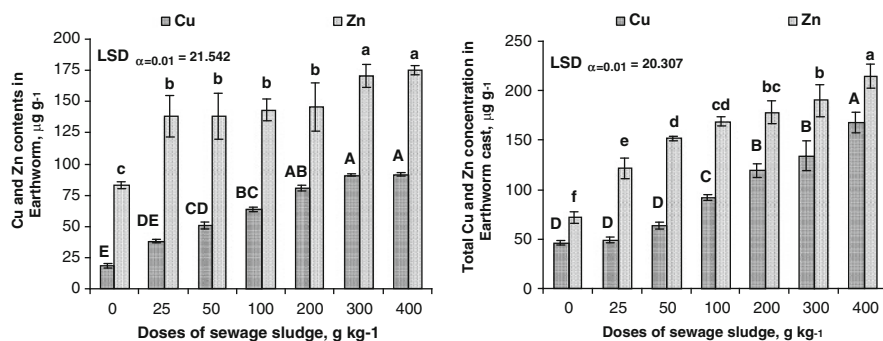 Cu Zn
LSD α=0.01 = 21.542
Cu and Zn contents in
Earthworm, µg g-1
200
175
150
125
100
75
50
25
0
E c
DE b
CD b
BC b
AB b
A a
A a
0 25 50 100 200 300 400
Doses of sewage sludge, g kg-1
Cu Zn
LSD α=0.01 = 20.307
Total Cu and Zn concentration in
Earthworm cast, µg g-1
250
200
150
100
50
0
D f
D e
D d
C cd
B bc
B b
A a
0 25 50 100 200 300 400
Doses of sewage sludge, g kg-1